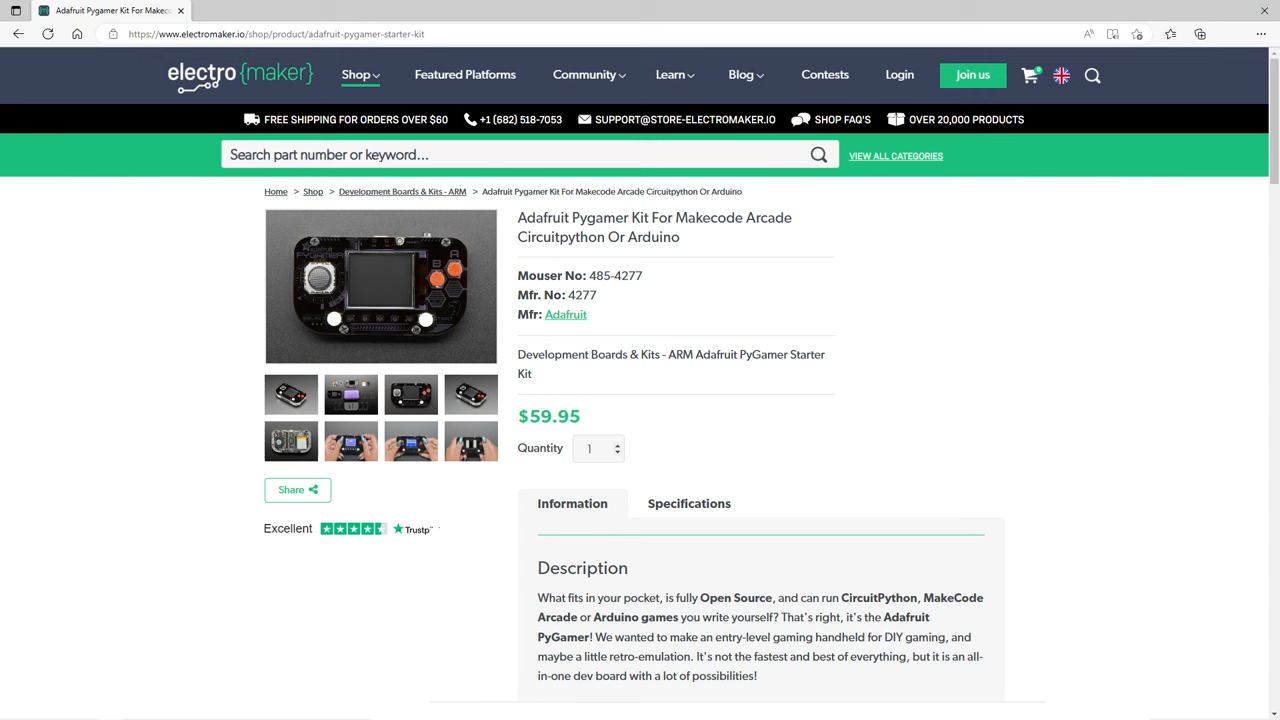 Adafruit Pygamer Kit For Makec
https://www.electromaker.io/shop/product/adafruit-pygamer-starter-kit
electro{maker}
Shop
Featured Platforms
Community
Learn
Blog
Contests
Login
Join us
0
FREE SHIPPING FOR ORDERS OVER $60
+1 (682) 518-7053
SUPPORT@STORE-ELECTROMAKER.IO
SHOP FAQ'S
OVER 20,000 PRODUCTS
Search part number or keyword...
VIEW ALL CATEGORIES
Home > Shop > Development Boards & Kits - ARM > Adafruit Pygamer Kit For Makecode Arcade Circuitpython Or Arduino
Adafruit Pygamer Kit For Makecode Arcade
Circuitpython Or Arduino
Mouser No: 485-4277
Mfr. No: 4277
Mfr: Adafruit
Development Boards & Kits - ARM Adafruit PyGamer Starter
Kit
$59.95
Quantity
1
Share
Excellent
Trustp
Information
Specifications
Description
What fits in your pocket, is fully Open Source, and can run CircuitPython, MakeCode
Arcade or Arduino games you write yourself? That's right, it's the Adafruit
PyGamer! We wanted to make an entry-level gaming handheld for DIY gaming, and
maybe a little retro-emulation. It's not the fastest and best of everything, but it is an all-
in-one dev board with a lot of possibilities!